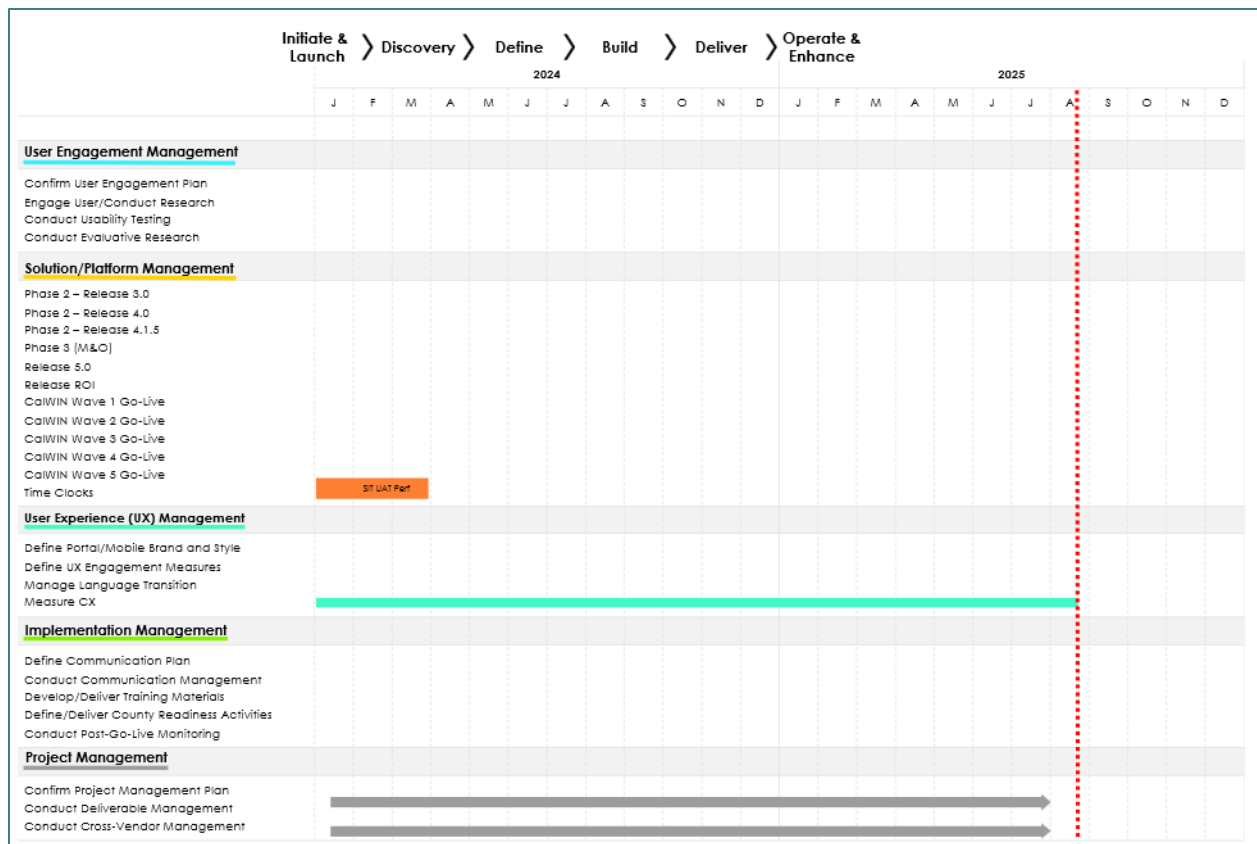 Initiate & Launch > Discovery > Define > Build > Deliver > Operate & Enhance
2024 2025
J F M A M J J A S O N D J F M A M J J A S O N D
User Engagement Management
Confirm User Engagement Plan
Engage User/Conduct Research
Conduct Usability Testing
Conduct Evaluative Research
Solution/Platform Management
Phase 2 – Release 3.0
Phase 2 – Release 4.0
Phase 2 – Release 4.1.5
Phase 3 (M&O)
Release 5.0
Release ROI
CalWIN Wave 1 Go-Live
CalWIN Wave 2 Go-Live
CalWIN Wave 3 Go-Live
CalWIN Wave 4 Go-Live
CalWIN Wave 5 Go-Live
Time Clocks SIT UAT Perf
User Experience (UX) Management
Define Portal/Mobile Brand and Style
Define UX Engagement Measures
Manage Language Transition
Measure CX
Implementation Management
Define Communication Plan
Conduct Communication Management
Develop/Deliver Training Materials
Define/Deliver County Readiness Activities
Conduct Post-Go-Live Monitoring
Project Management
Confirm Project Management Plan
Conduct Deliverable Management
Conduct Cross-Vendor Management